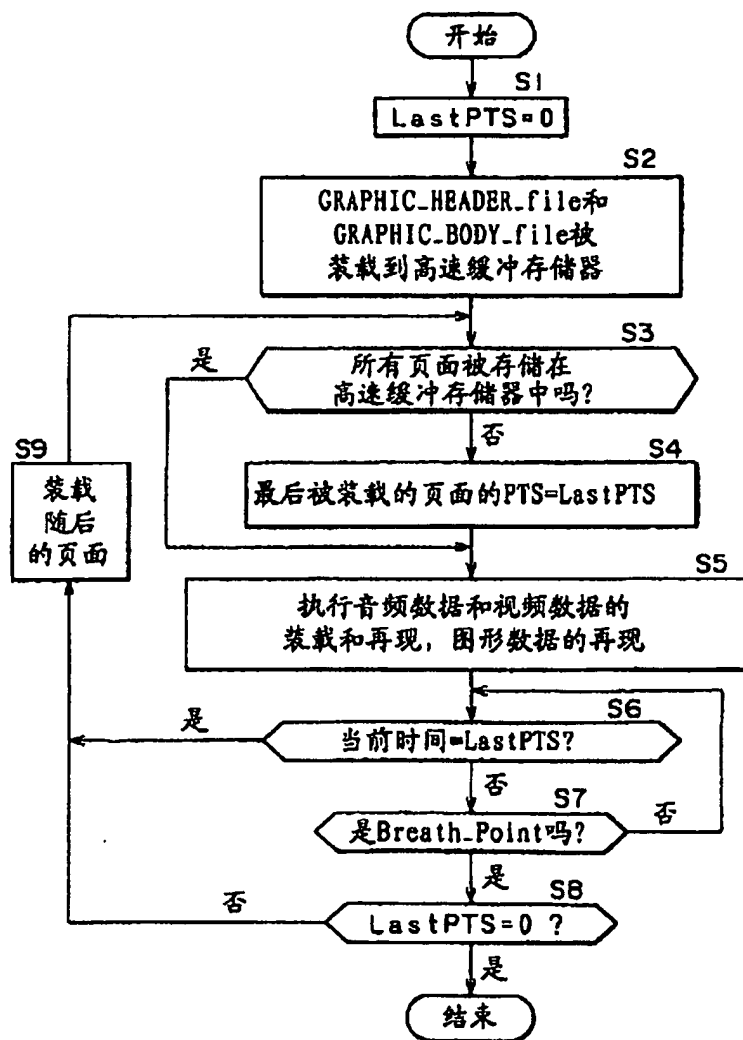 开始
S1
LastPTS=0
S2
GRAPHIC_HEADER_file和
GRAPHIC_BODY_file被
装载到高速缓冲存储器
S3
所有页面被存储在
高速缓冲存储器中吗?
是
否
S4
最后被装载的页面的PTS=LastPTS
S9
装载
随后
的页面
S5
执行音频数据和视频数据的
装载和再现, 图形数据的再现
S6
当前时间=LastPTS?
是
否
S7
是Breath_Point吗?
否
是
S8
LastPTS=0 ?
否
是
结束